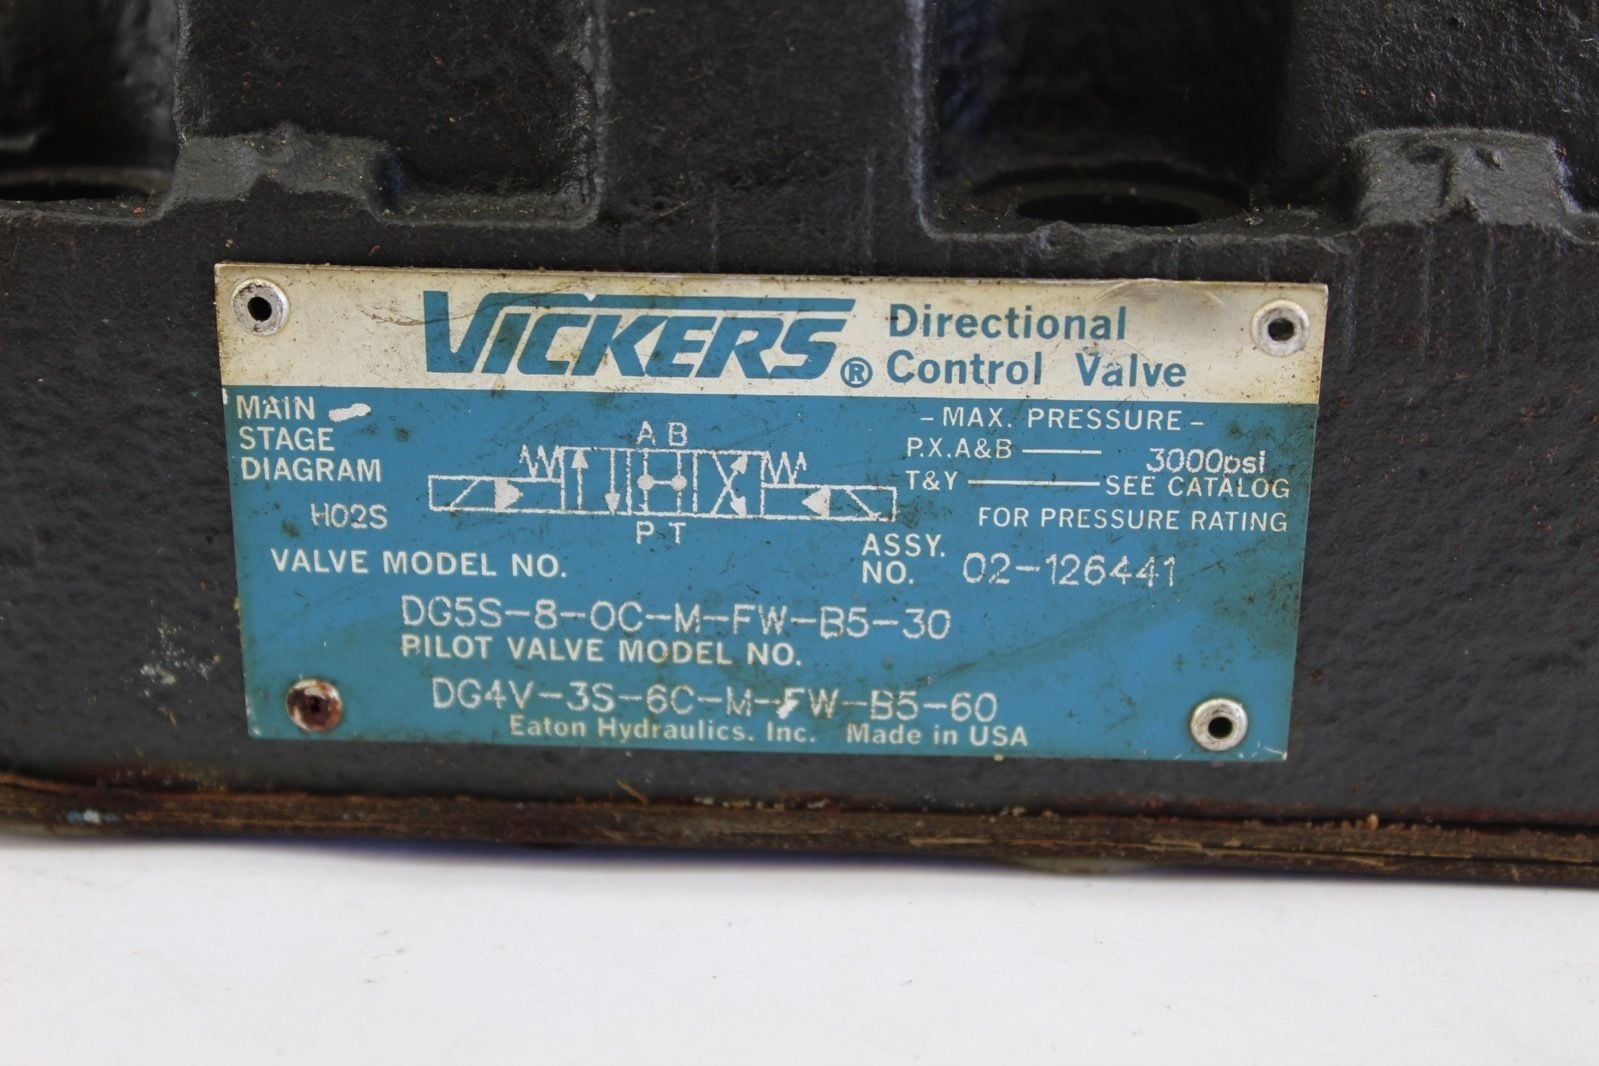 VICKERS® Directional
Control Valve
MAIN
STAGE
DIAGRAM
H02S
A B
P T
- MAX. PRESSURE -
P.X.A&B — 3000psi
T&Y — SEE CATALOG
FOR PRESSURE RATING
VALVE MODEL NO.
ASSY.
NO. 02-126441
DG5S-8-0C-M-FW-B5-30
PILOT VALVE MODEL NO.
DG4V-3S-6C-M-FW-B5-60
Eaton Hydraulics. Inc. Made in USA